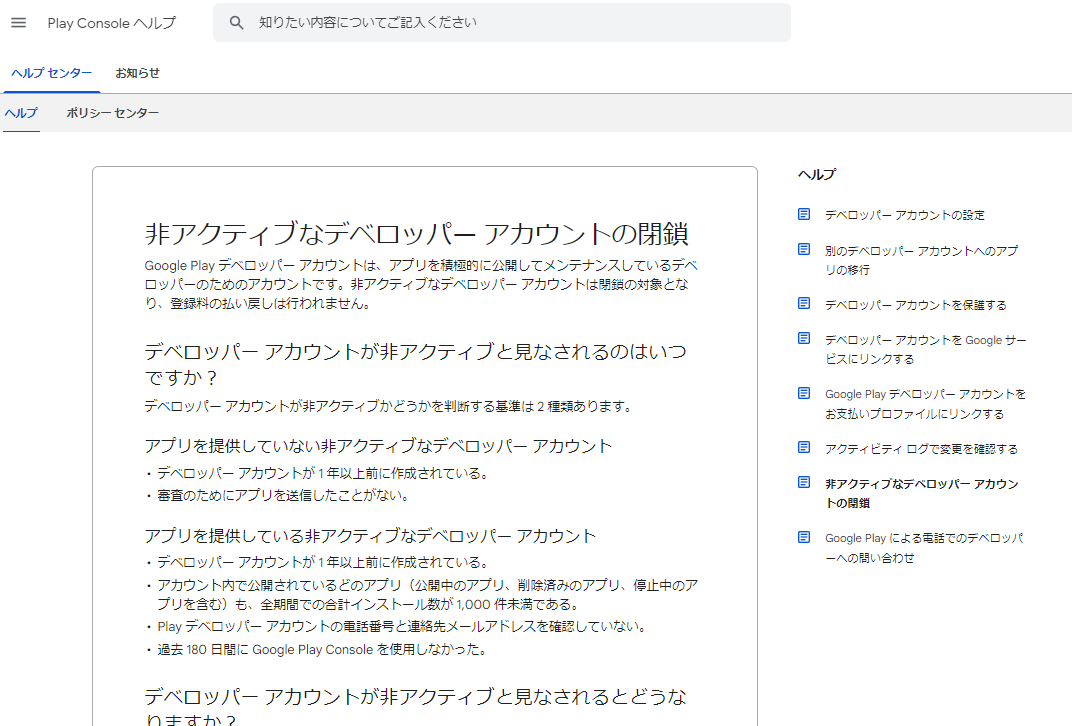 Play Console ヘルプ
知りたい内容についてご記入ください
ヘルプ センター
お知らせ
ヘルプ
ポリシー センター
非アクティブなデベロッパー アカウントの閉鎖
Google Play デベロッパー アカウントは、アプリを積極的に公開してメンテナンスしているデベ
ロッパーのためのアカウントです。非アクティブなデベロッパー アカウントは閉鎖の対象とな
り、登録料の払い戻しは行われません。
デベロッパー アカウントが非アクティブと見なされるのはいつ
ですか？
デベロッパー アカウントが非アクティブかどうかを判断する基準は 2 種類あります。
アプリを提供していない非アクティブなデベロッパー アカウント
・デベロッパー アカウントが 1 年以上前に作成されている。
・審査のためにアプリを送信したことがない。
アプリを提供している非アクティブなデベロッパー アカウント
・デベロッパー アカウントが 1 年以上前に作成されている。
・アカウント内で公開されているどのアプリ（公開中のアプリ、削除済みのアプリ、停止中のア
プリを含む）も、全期間での合計インストール数が 1,000 件未満である。
・Play デベロッパー アカウントの電話番号と連絡先メールアドレスを確認していない。
・過去 180 日間に Google Play Console を使用しなかった。
デベロッパー アカウントが非アクティブと見なされるとどうな
りますか？
ヘルプ
デベロッパー アカウントの設定
別のデベロッパー アカウントへのアプ
リの移行
デベロッパー アカウントを保護する
デベロッパー アカウントを Google サー
ビスにリンクする
Google Play デベロッパー アカウントを
お支払いプロファイルにリンクする
アクティビティ ログで変更を確認する
非アクティブなデベロッパー アカウン
トの閉鎖
Google Play による電話でのデベロッパ
ーへの問い合わせ